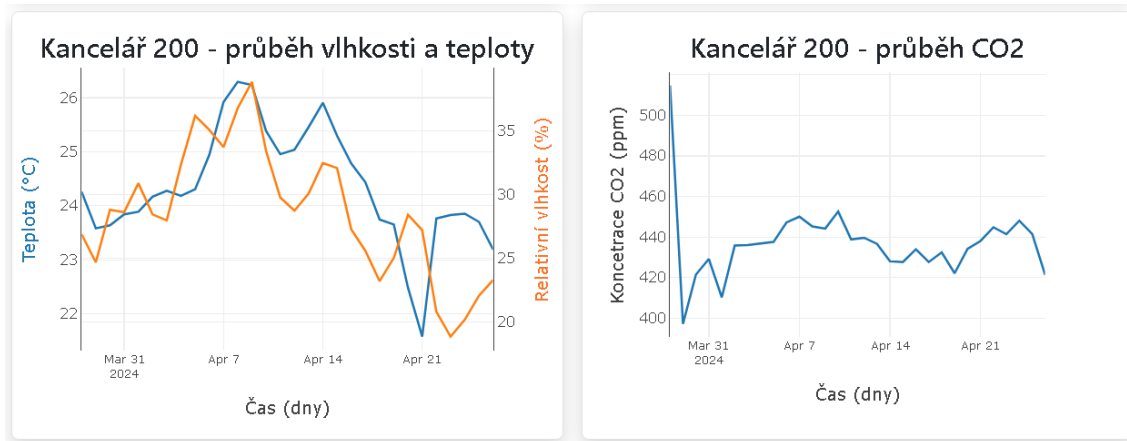 Kancelář 200 - průběh vlhkosti a teploty
Teplota (°C)
26
25
24
23
22
35
30
25
20
Relativní vlhkost (%)
Mar 31
2024
Apr 7
Apr 14
Apr 21
Čas (dny)
Kancelář 200 - průběh CO2
Koncetrace CO2 (ppm)
500
480
460
440
420
400
Mar 31
2024
Apr 7
Apr 14
Apr 21
Čas (dny)